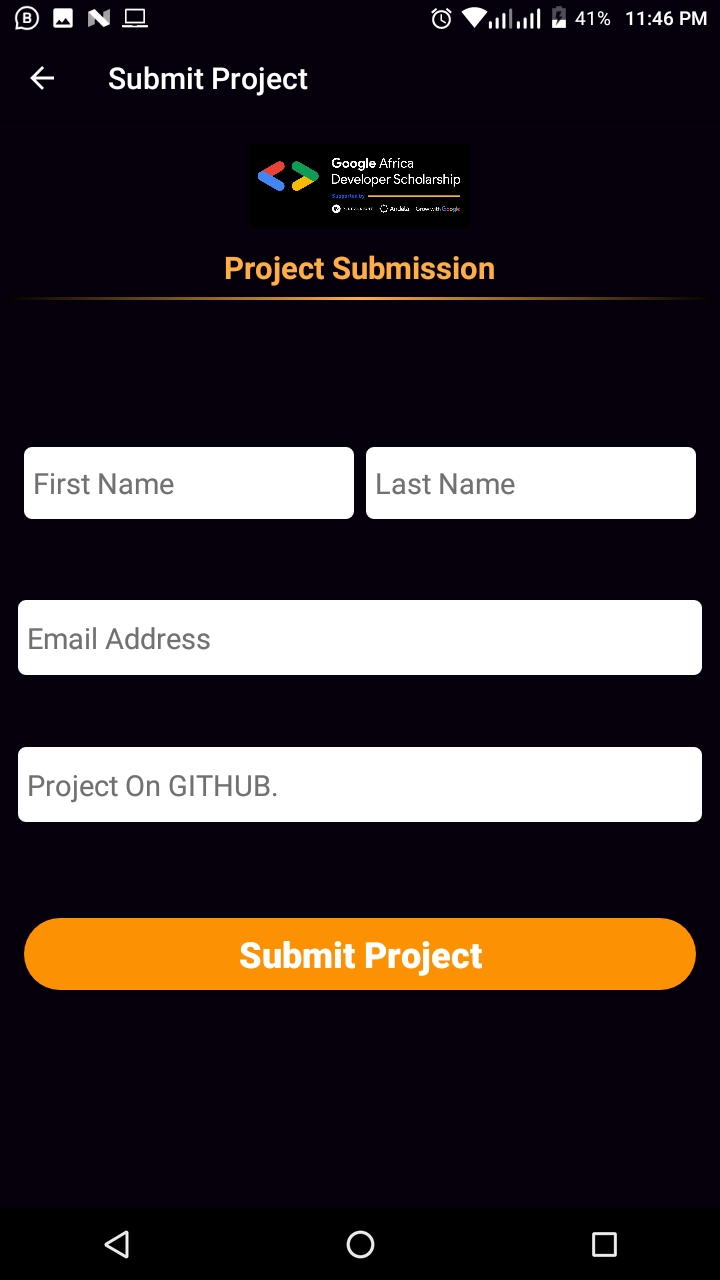 41% 11:46 PM
Submit Project
Google Africa
Developer Scholarship
Supported by
Andela Grow with Google
Project Submission
First Name Last Name
Email Address
Project On GITHUB.
Submit Project